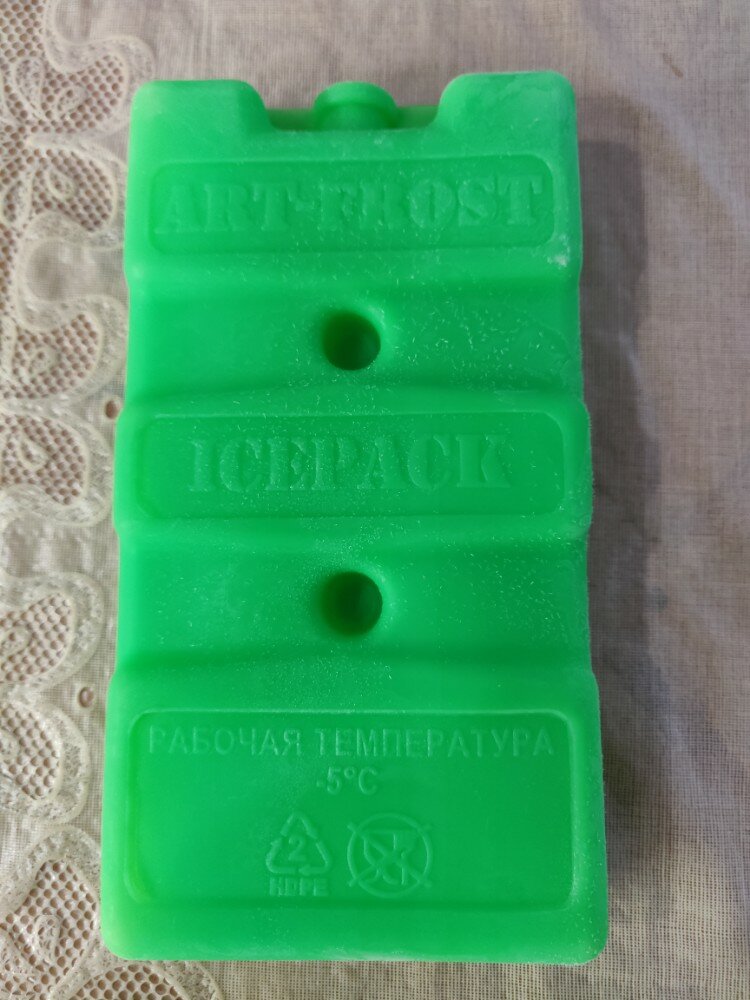 ART-FROST
ICEPACK
РАБОЧАЯ ТЕМПЕРАТУРА
-5°C
2
HDPE